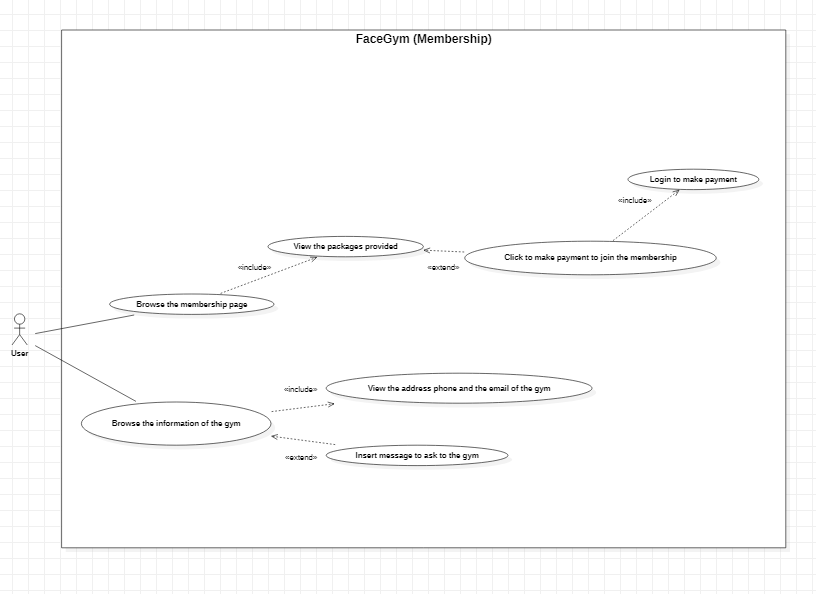 FaceGym (Membership)
Login to make payment
«include»
View the packages provided
Click to make payment to join the membership
«include»
«extend»
Browse the membership page
User
View the address phone and the email of the gym
«include»
Browse the information of the gym
Insert message to ask to the gym
«extend»